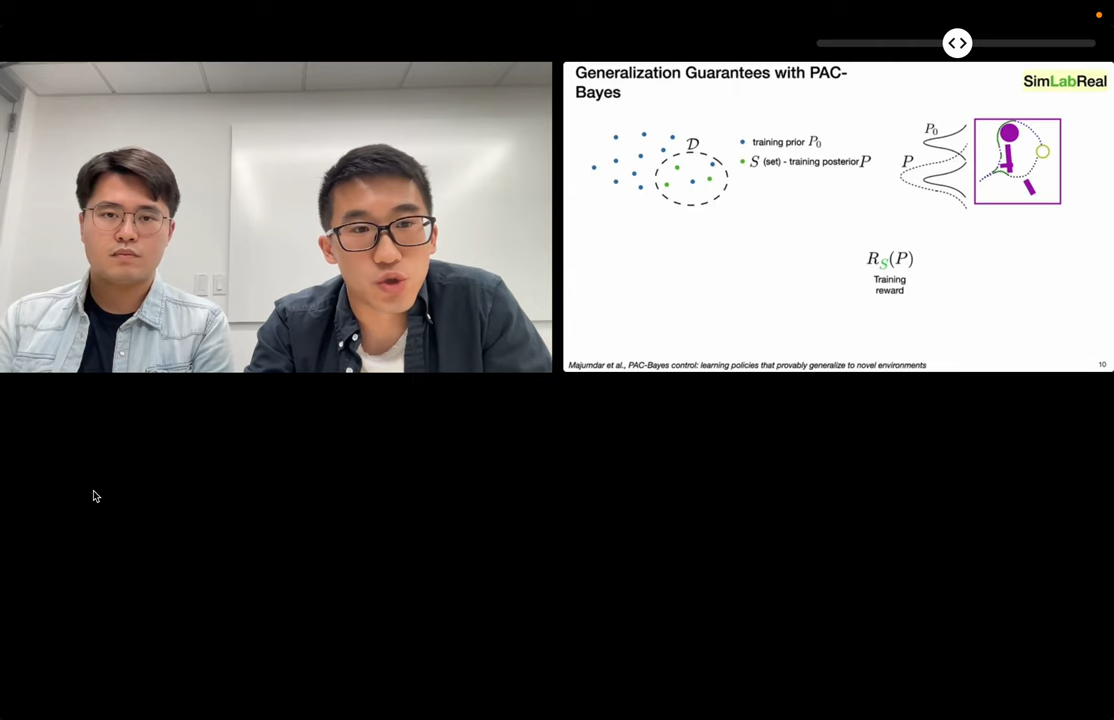 Generalization Guarantees with PAC-
Bayes
SimLabReal
D
training prior P₀
S (set) - training posterior P
P₀
P
R_S(P)
Training
reward
Majumdar et al., PAC-Bayes control: learning policies that provably generalize to novel environments
10